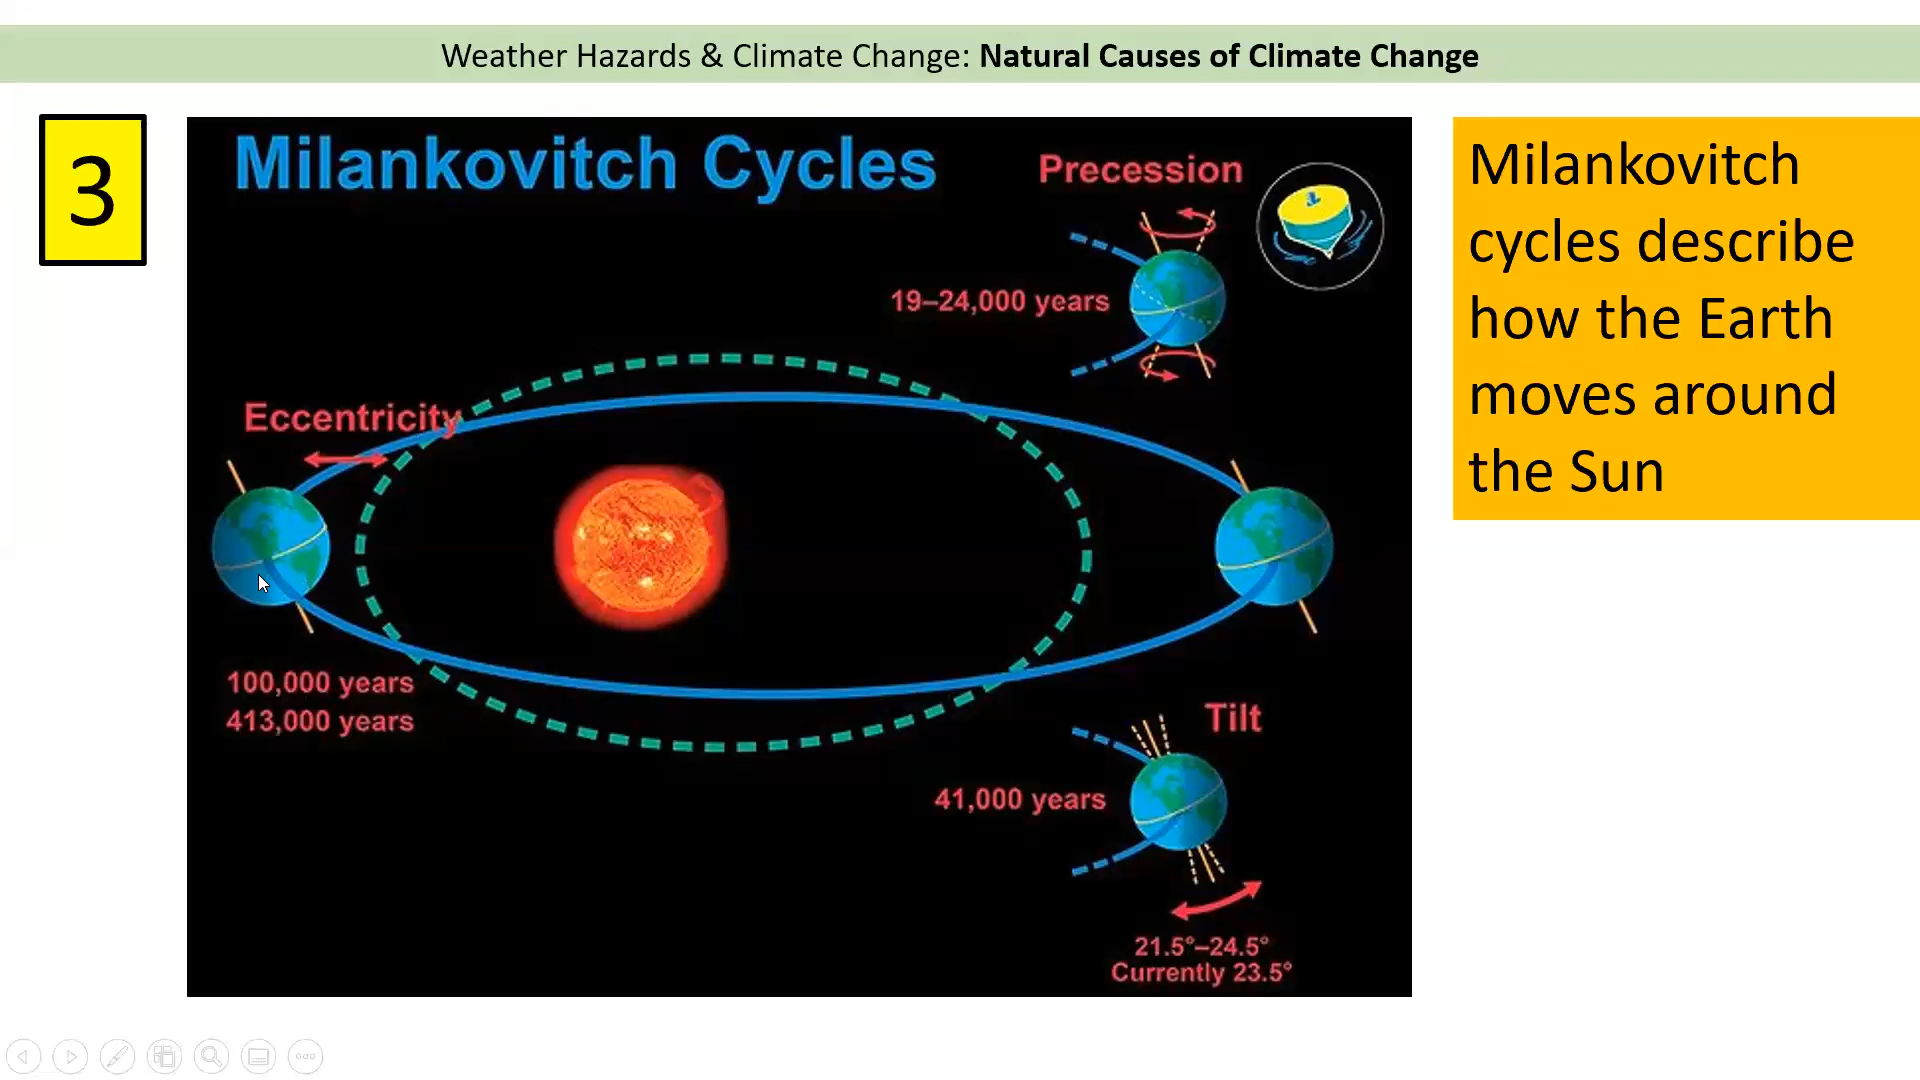 Weather Hazards & Climate Change: Natural Causes of Climate Change
3
Milankovitch Cycles
Precession
19–24,000 years
Eccentricity
100,000 years
413,000 years
Tilt
41,000 years
21.5°–24.5°
Currently 23.5°
Milankovitch
cycles describe
how the Earth
moves around
the Sun